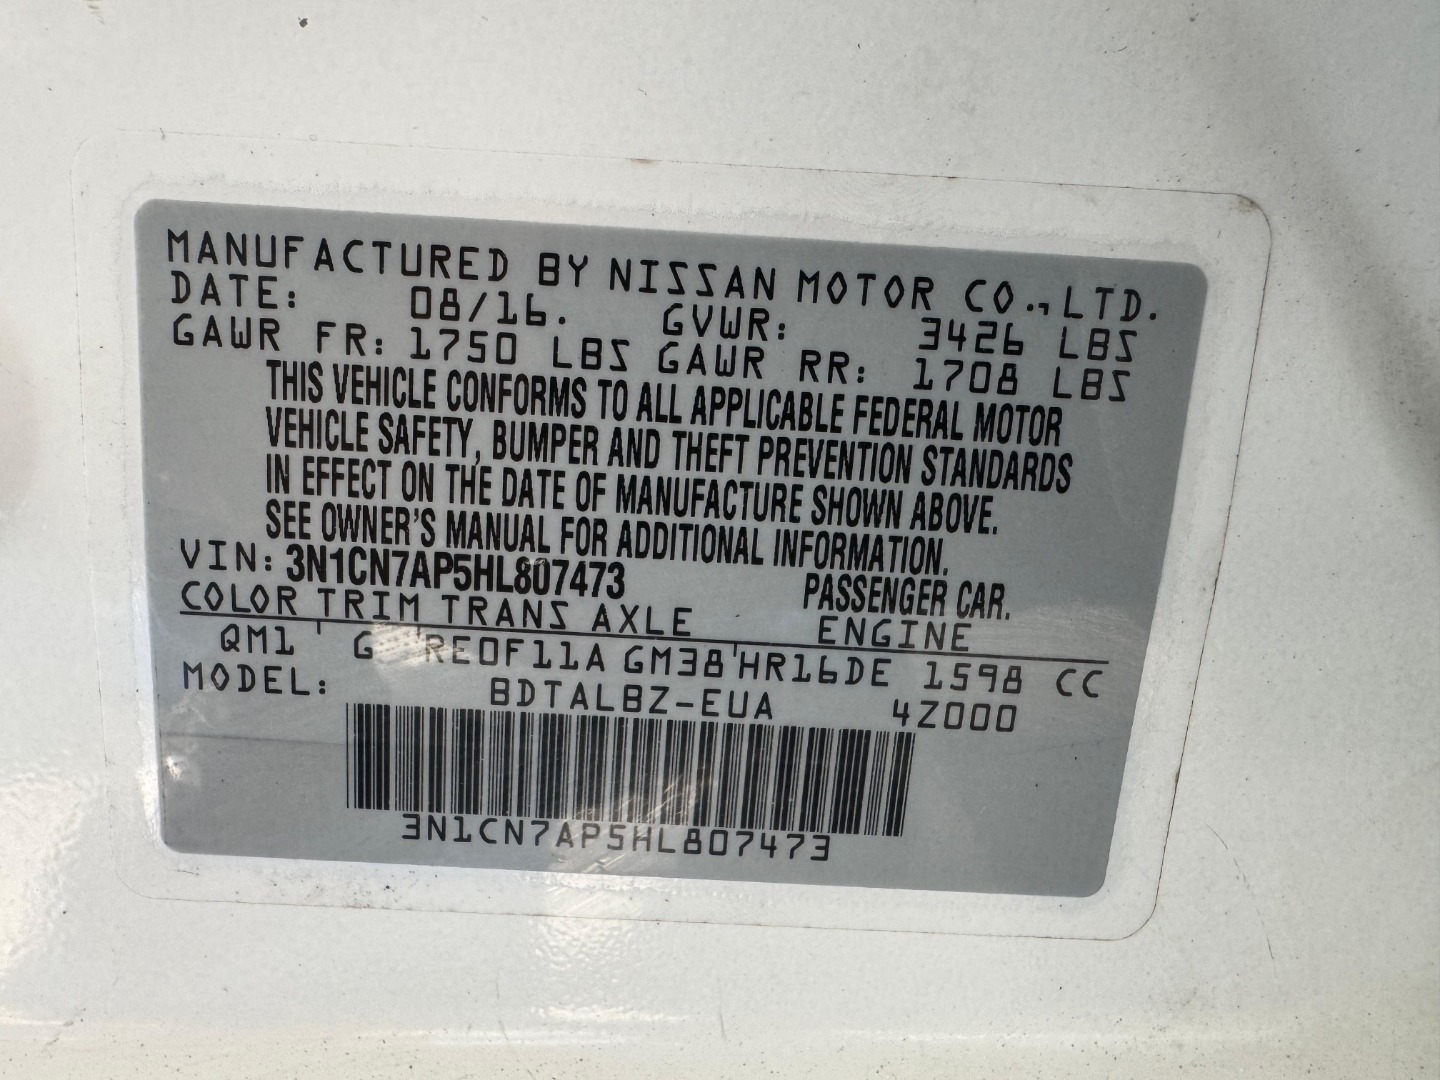 MANUFACTURED BY NISSAN MOTOR CO., LTD.
DATE: 08/16. GVWR: 3426 LBS
GAWR FR: 1750 LBS GAWR RR: 1708 LBS
THIS VEHICLE CONFORMS TO ALL APPLICABLE FEDERAL MOTOR
VEHICLE SAFETY, BUMPER AND THEFT PREVENTION STANDARDS
IN EFFECT ON THE DATE OF MANUFACTURE SHOWN ABOVE.
SEE OWNER'S MANUAL FOR ADDITIONAL INFORMATION.
VIN: 3N1CN7AP5HL807473 PASSENGER CAR.
COLOR TRIM TRANS AXLE ENGINE
QM1 ' G ' RE0F11A GM38 ' HR16DE 1598 CC
MODEL: BDTALBZ-EUA 4Z000
3N1CN7AP5HL807473